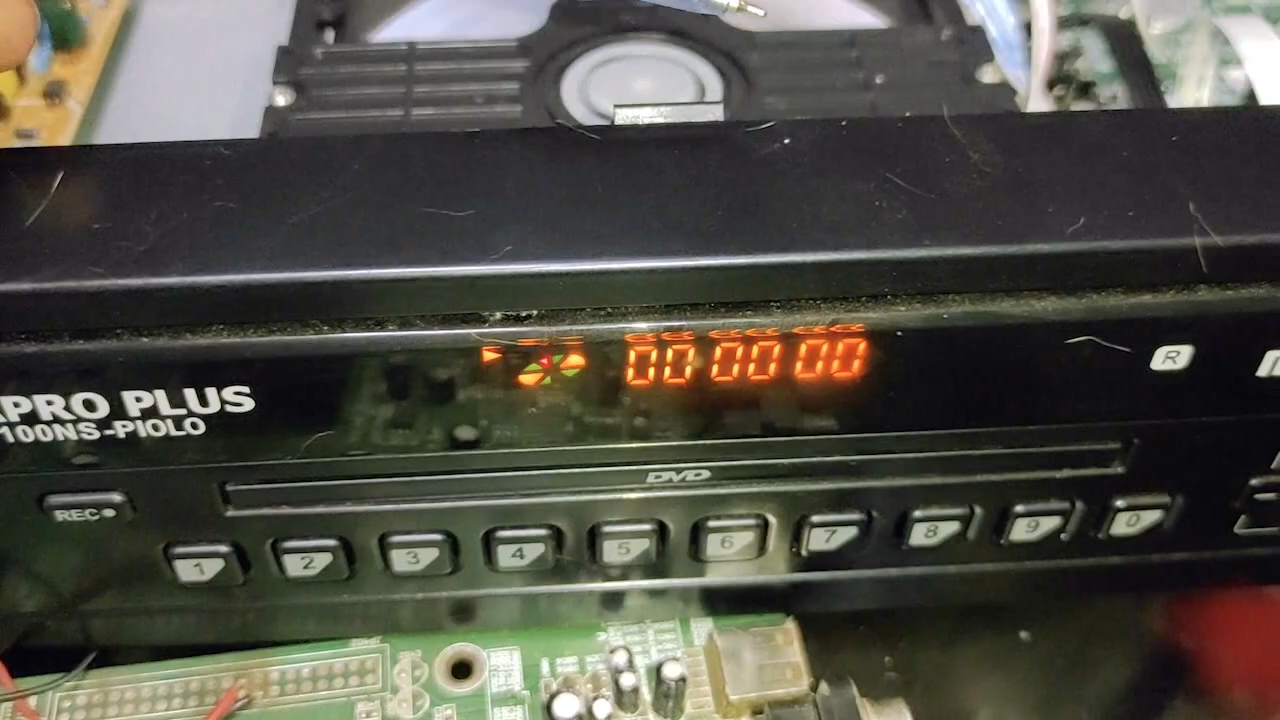 00 00 00
R
PRO PLUS
100NS-PIOLO
DVD
REC
1 2 3 4 5 6 7 8 9 0